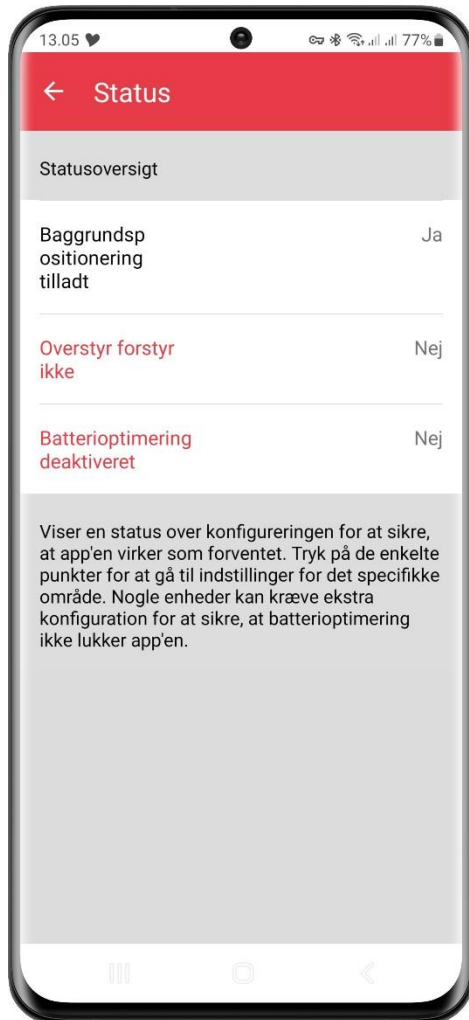 13.05 77%
Status
Statusoversigt
Baggrundsp Ja
ositionering
tilladt
Overstyr forstyr Nej
ikke
Batterioptimering Nej
deaktiveret
Viser en status over konfigureringen for at sikre,
at app'en virker som forventet. Tryk på de enkelte
punkter for at gå til indstillinger for det specifikke
område. Nogle enheder kan kræve ekstra
konfiguration for at sikre, at batterioptimering
ikke lukker app'en.